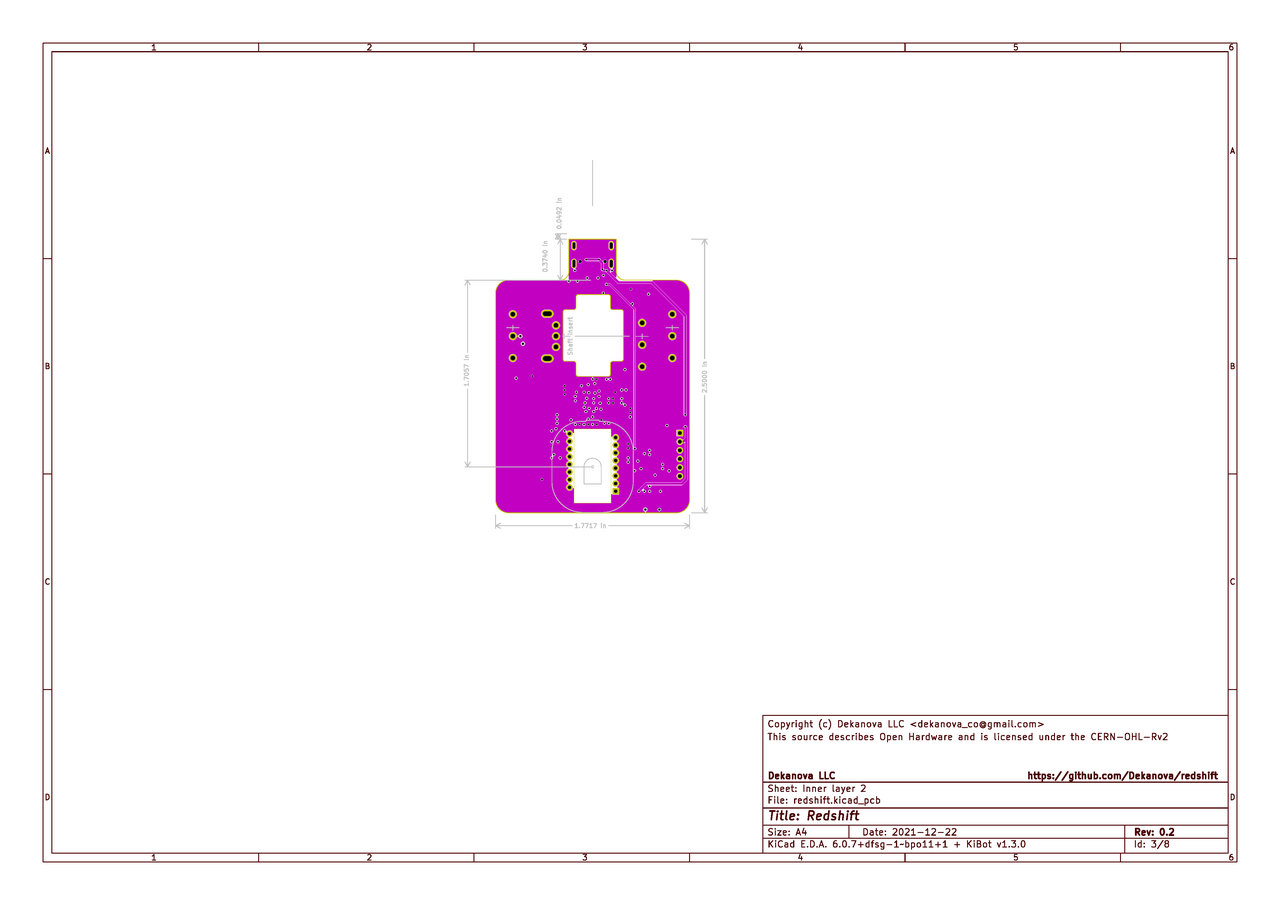 1 2 3 4 5 6
A A
0.0492 in
0.3740 in
Shaft Insert
B B
1.7057 in
2.5000 in
1.7717 in
C C
Copyright (c) Dekanova LLC <dekanova_co@gmail.com>
This source describes Open Hardware and is licensed under the CERN-OHL-Rv2
Dekanova LLC https://github.com/Dekanova/redshift
Sheet: Inner layer 2
D D
File: redshift.kicad_pcb
Title: Redshift
Size: A4 Date: 2021-12-22 Rev: 0.2
KiCad E.D.A. 6.0.7+dfsg-1~bpo11+1 + KiBot v1.3.0 Id: 3/8
1 2 3 4 5 6